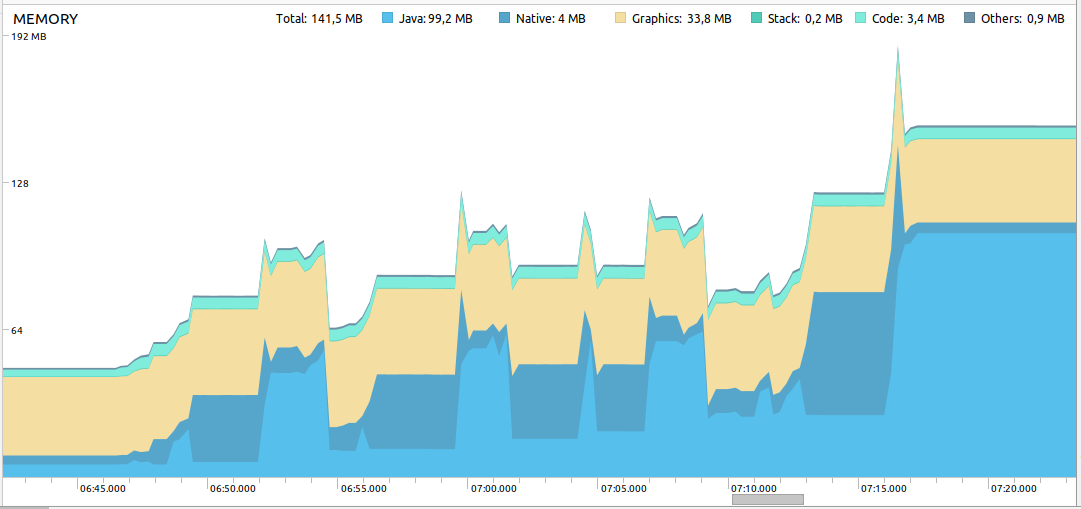 MEMORY Total: 141,5 MB Java: 99,2 MB Native: 4 MB Graphics: 33,8 MB Stack: 0,2 MB Code: 3,4 MB Others: 0,9 MB
192 MB
128
64
06:45.000 06:50.000 06:55.000 07:00.000 07:05.000 07:10.000 07:15.000 07:20.000